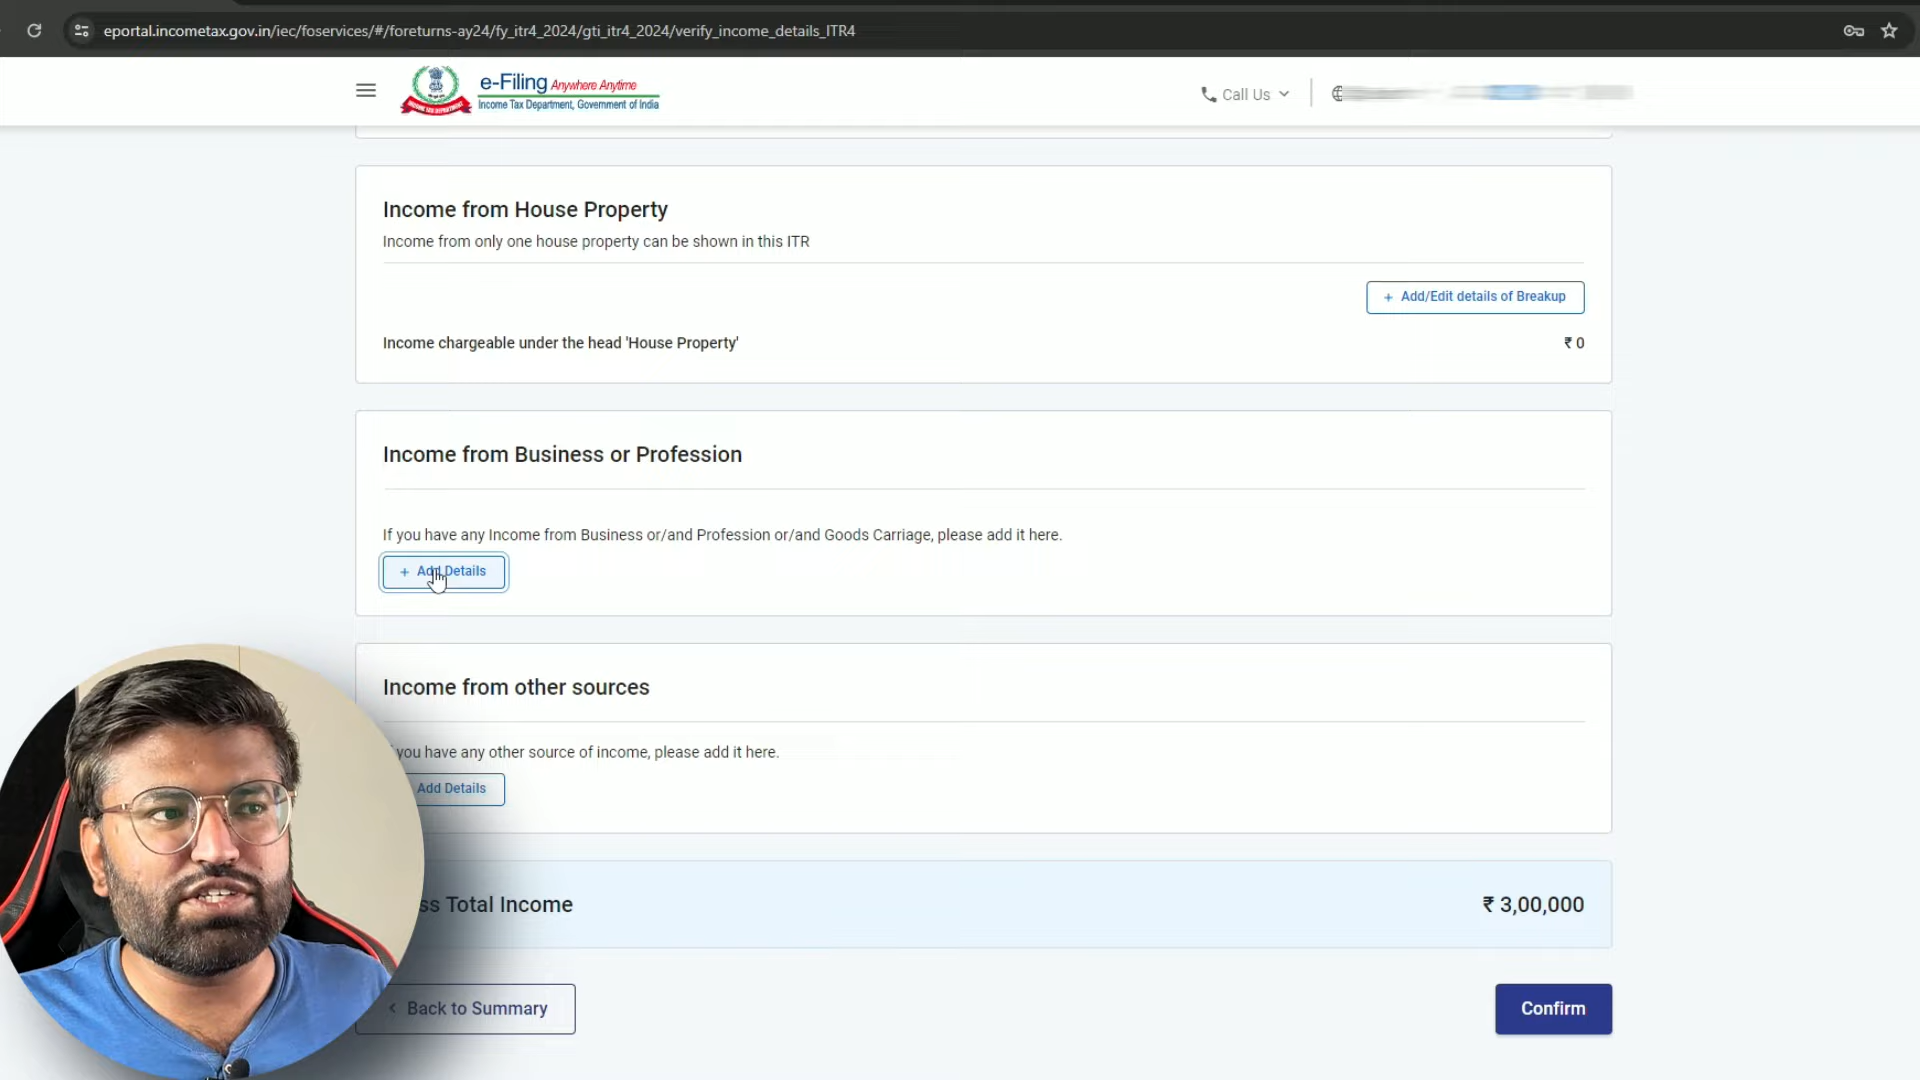 eportal.incometax.gov.in/iec/foservices/#/foreturns-ay24/fy_itr4_2024/gti_itr4_2024/verify_income_details_ITR4
e-Filing Anywhere Anytime
Income Tax Department, Government of India
Call Us
Income from House Property
Income from only one house property can be shown in this ITR
+ Add/Edit details of Breakup
Income chargeable under the head 'House Property'
₹ 0
Income from Business or Profession
If you have any Income from Business or/and Profession or/and Goods Carriage, please add it here.
+ Add Details
Income from other sources
you have any other source of income, please add it here.
Add Details
ss Total Income
₹ 3,00,000
< Back to Summary
Confirm